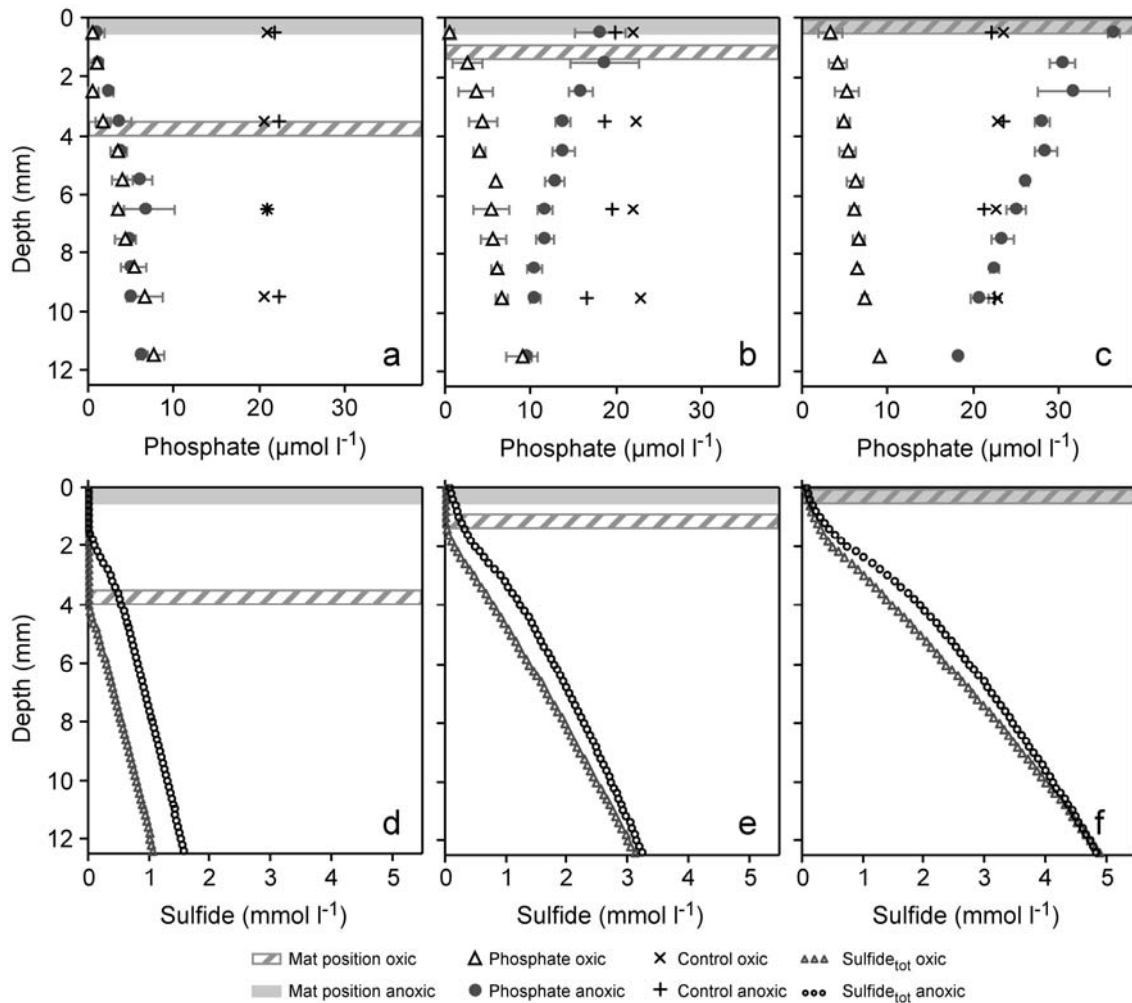 0
2
4
6
8
10
12
Depth (mm)
a
b
c
0 10 20 30
0 10 20 30
0 10 20 30
Phosphate (µmol l⁻¹)
Phosphate (µmol l⁻¹)
Phosphate (µmol l⁻¹)
0
2
4
6
8
10
12
Depth (mm)
d
e
f
0 1 2 3 4 5
0 1 2 3 4 5
0 1 2 3 4 5
Sulfide (mmol l⁻¹)
Sulfide (mmol l⁻¹)
Sulfide (mmol l⁻¹)
Mat position oxic Phosphate oxic Control oxic Sulfide_tot oxic
Mat position anoxic Phosphate anoxic Control anoxic Sulfide_tot anoxic